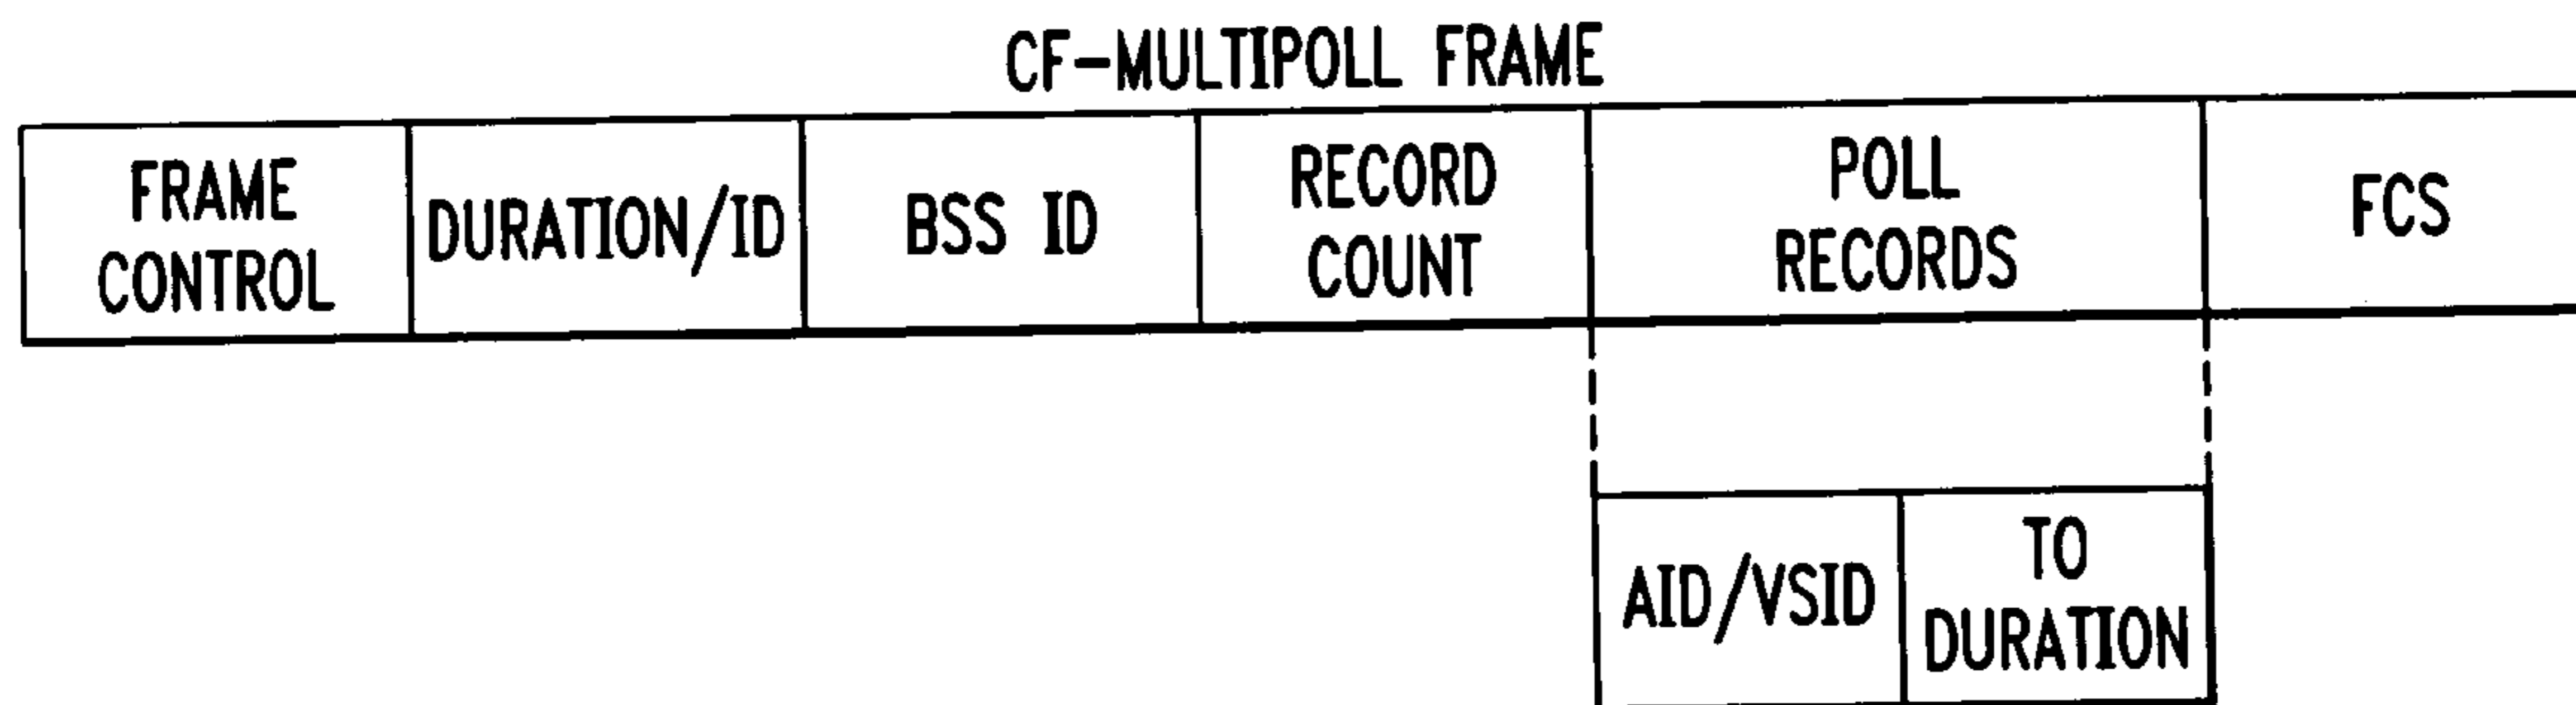 CF-MULTIPOLL FRAME
FRAME
CONTROL
DURATION/ID
BSS ID
RECORD
COUNT
POLL
RECORDS
FCS
AID/VSID
TO
DURATION